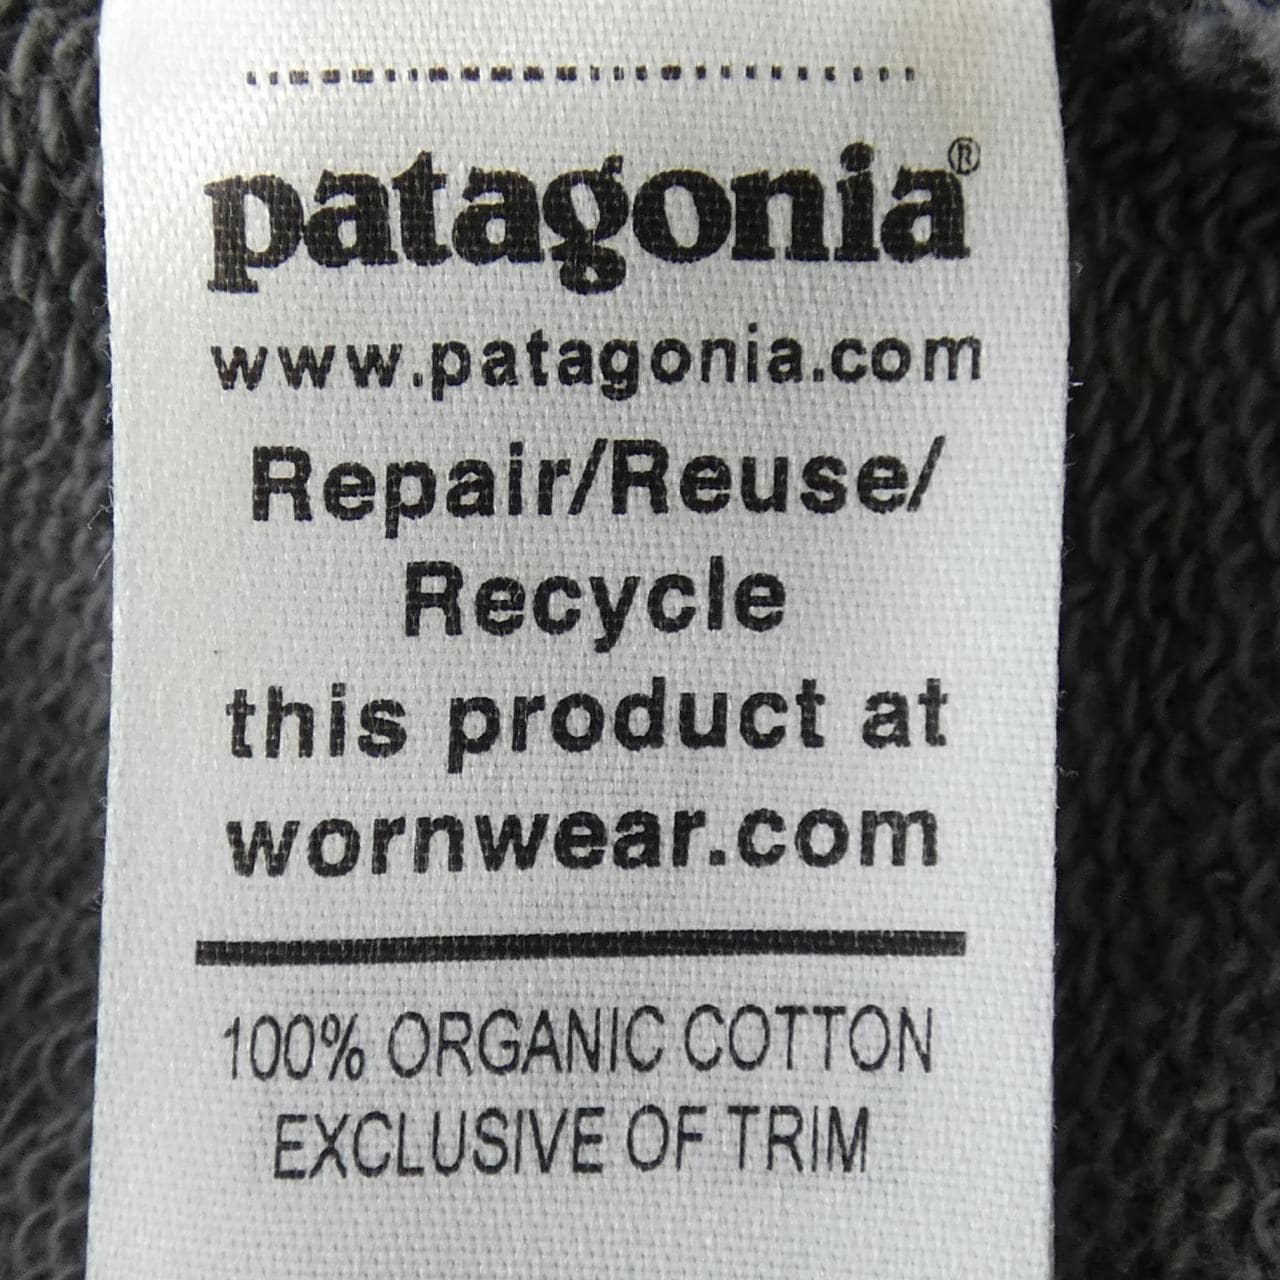 patagonia®
www.patagonia.com
Repair/Reuse/
Recycle
this product at
wornwear.com
100% ORGANIC COTTON
EXCLUSIVE OF TRIM